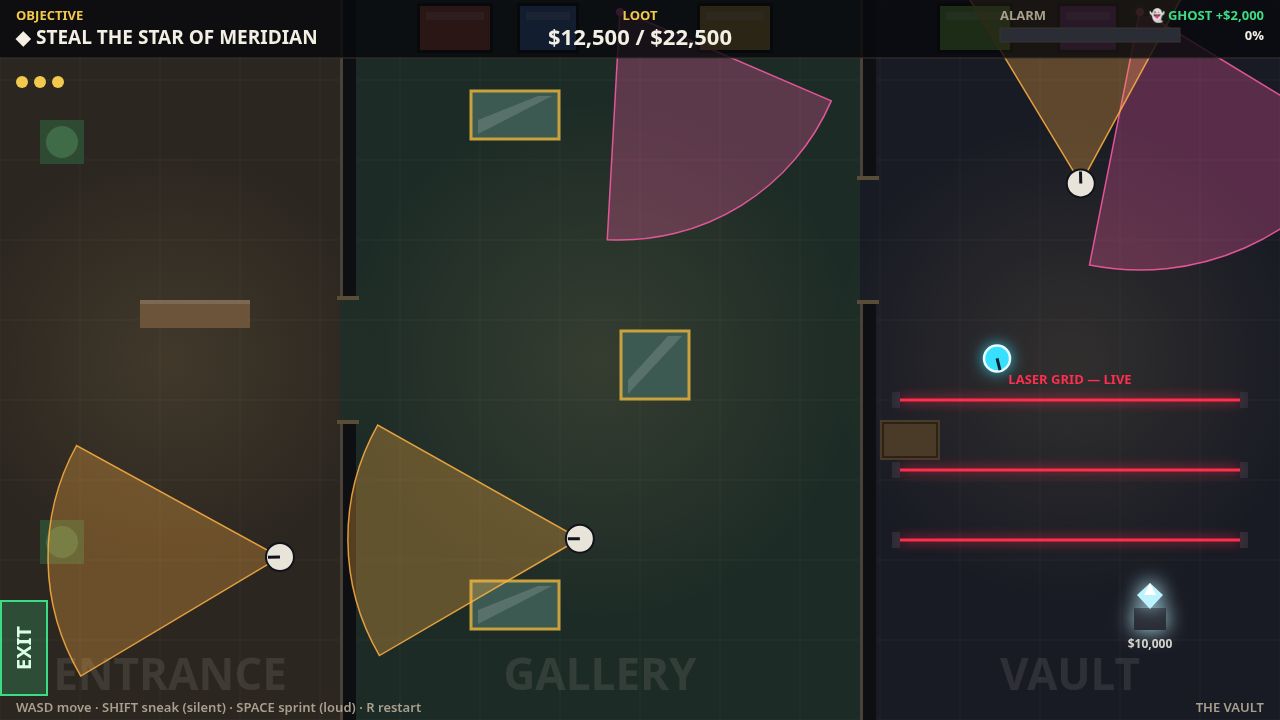 OBJECTIVE
◆ STEAL THE STAR OF MERIDIAN
LOOT
$12,500 / $22,500
ALARM
👻 GHOST +$2,000
0%
LASER GRID — LIVE
$10,000
EXIT
ENTRANCE
GALLERY
VAULT
WASD move · SHIFT sneak (silent) · SPACE sprint (loud) · R restart
THE VAULT